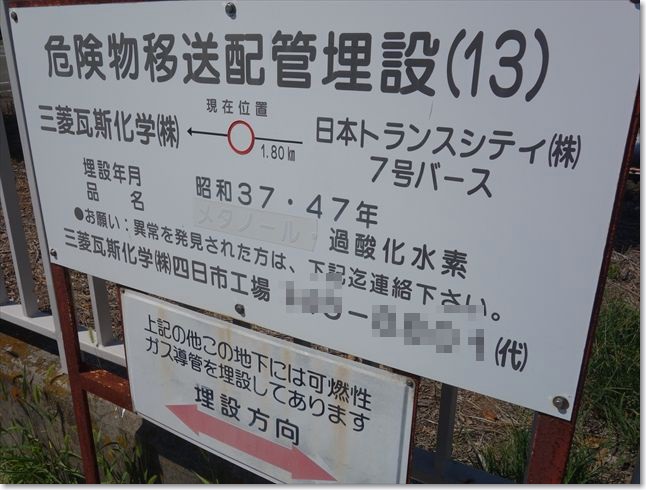 危険物移送配管埋設(13)
現在位置
三菱瓦斯化学㈱ 日本トランスシティ㈱
1.80㎞ 7号バース
埋設年月 昭和37・47年
品名 メタノール・過酸化水素
●お願い:異常を発見された方は、下記迄連絡下さい。
三菱瓦斯化学㈱四日市工場 (代)
上記の他この地下には可燃性
ガス導管を埋設してあります
埋設方向